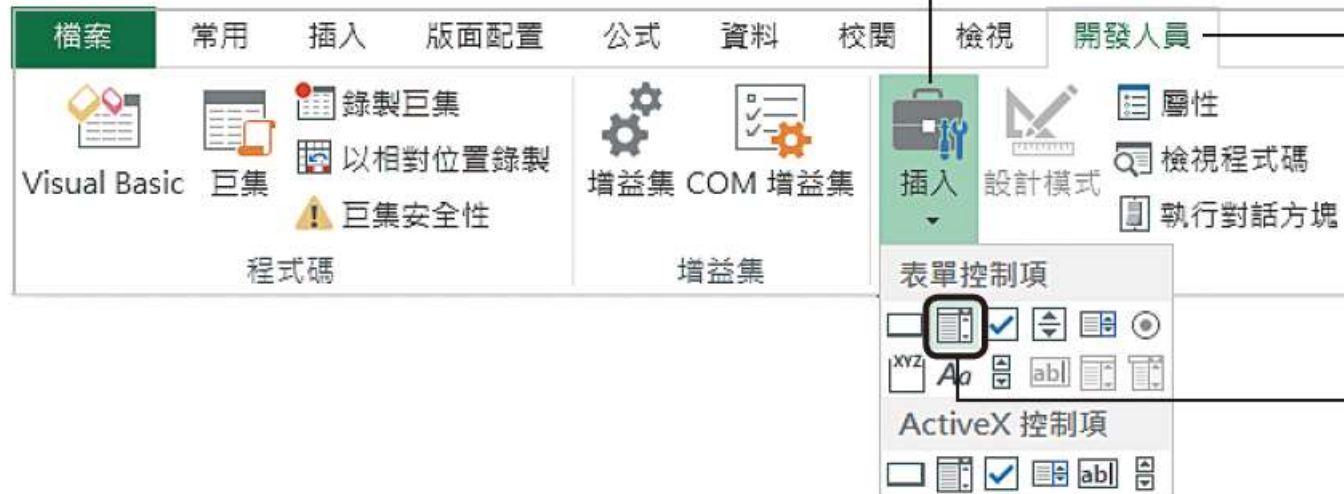 檔案 常用 插入 版面配置 公式 資料 校閱 檢視 開發人員
Visual Basic
巨集
錄製巨集
以相對位置錄製
巨集安全性
程式碼
增益集
COM 增益集
增益集
插入
設計模式
屬性
檢視程式碼
執行對話方塊
表單控制項
XYZ Aa abl
ActiveX 控制項
abl